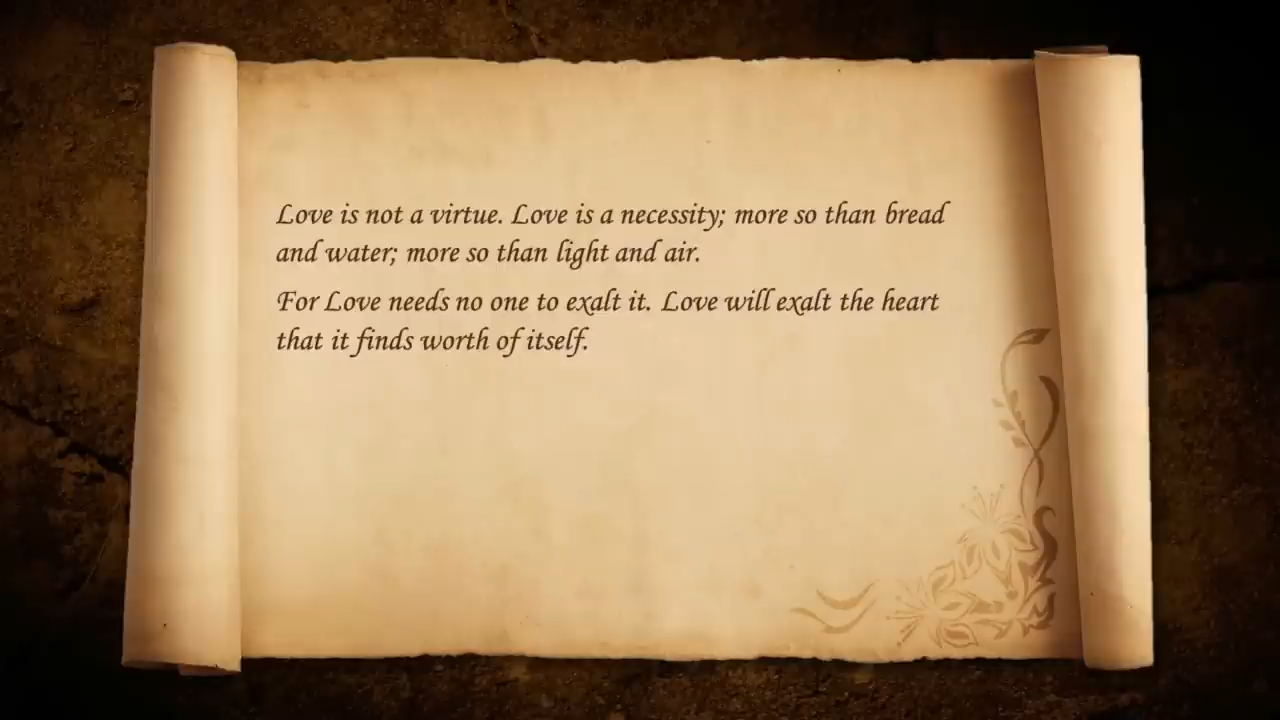 Love is not a virtue. Love is a necessity; more so than bread
and water; more so than light and air.
For Love needs no one to exalt it. Love will exalt the heart
that it finds worth of itself.